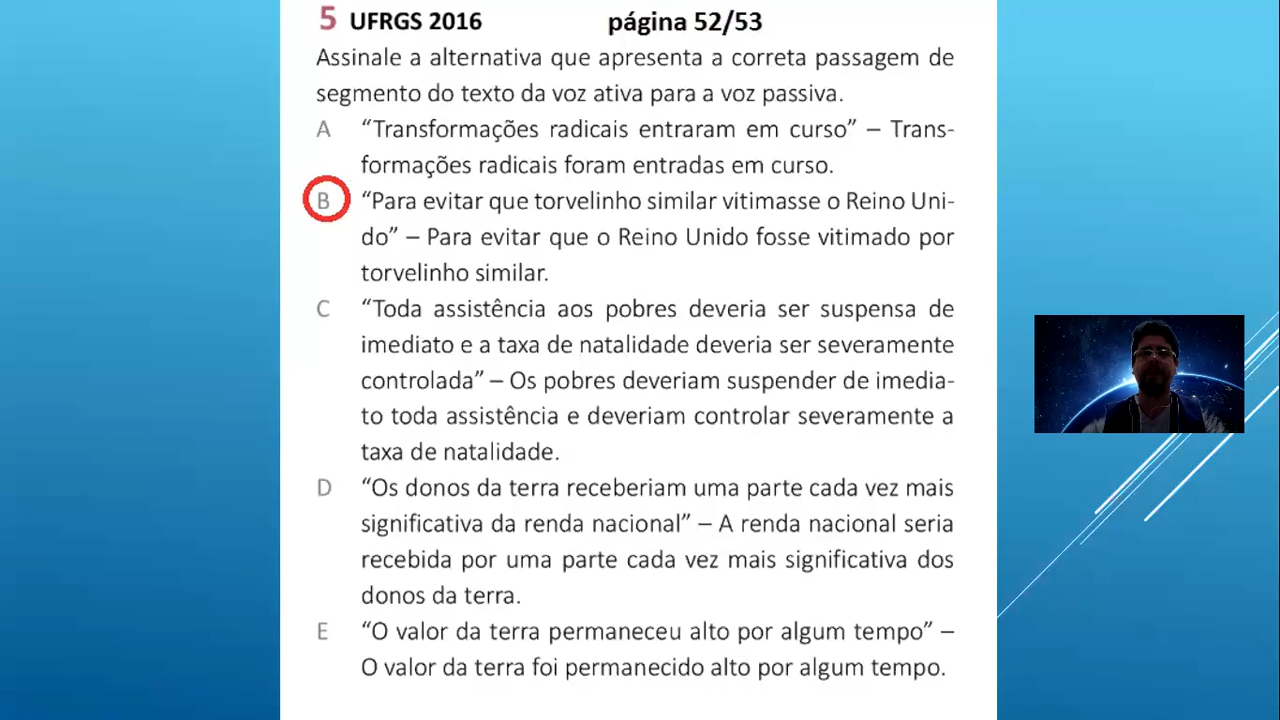 5 UFRGS 2016 página 52/53
Assinale a alternativa que apresenta a correta passagem de
segmento do texto da voz ativa para a voz passiva.
A “Transformações radicais entraram em curso” – Trans-
formações radicais foram entradas em curso.
B “Para evitar que torvelinho similar vitimasse o Reino Uni-
do” – Para evitar que o Reino Unido fosse vitimado por
torvelinho similar.
C “Toda assistência aos pobres deveria ser suspensa de
imediato e a taxa de natalidade deveria ser severamente
controlada” – Os pobres deveriam suspender de imedia-
to toda assistência e deveriam controlar severamente a
taxa de natalidade.
D “Os donos da terra receberiam uma parte cada vez mais
significativa da renda nacional” – A renda nacional seria
recebida por uma parte cada vez mais significativa dos
donos da terra.
E “O valor da terra permaneceu alto por algum tempo” –
O valor da terra foi permanecido alto por algum tempo.